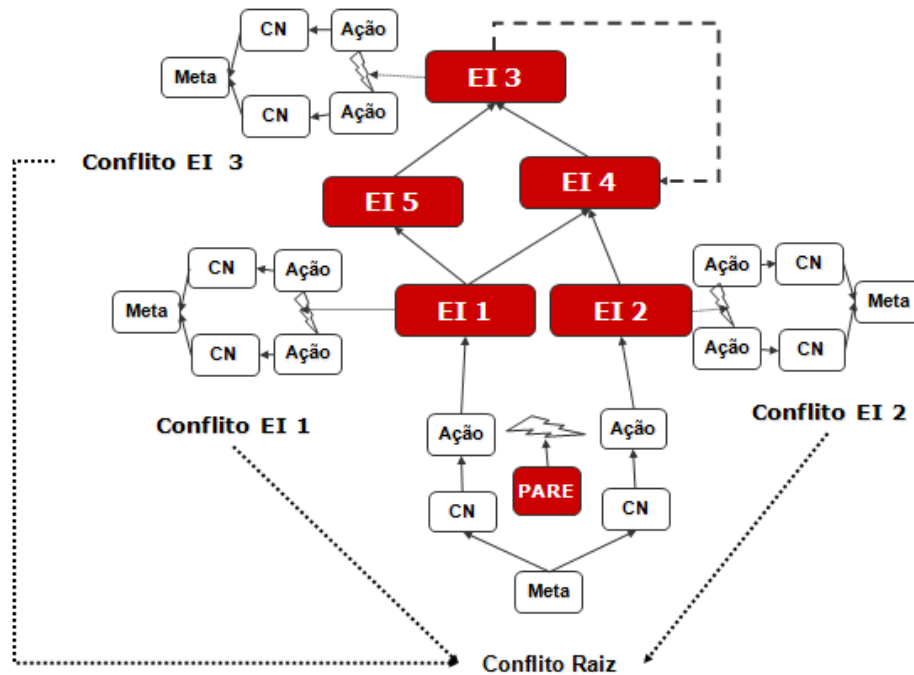 CN
Ação
EI 3
Meta
CN
Ação
Conflito EI 3
EI 5
EI 4
CN
Ação
Meta
CN
Ação
EI 1
EI 2
Ação
CN
Meta
Ação
CN
Conflito EI 1
Conflito EI 2
Ação
Ação
CN
PARE
CN
Meta
Conflito Raiz